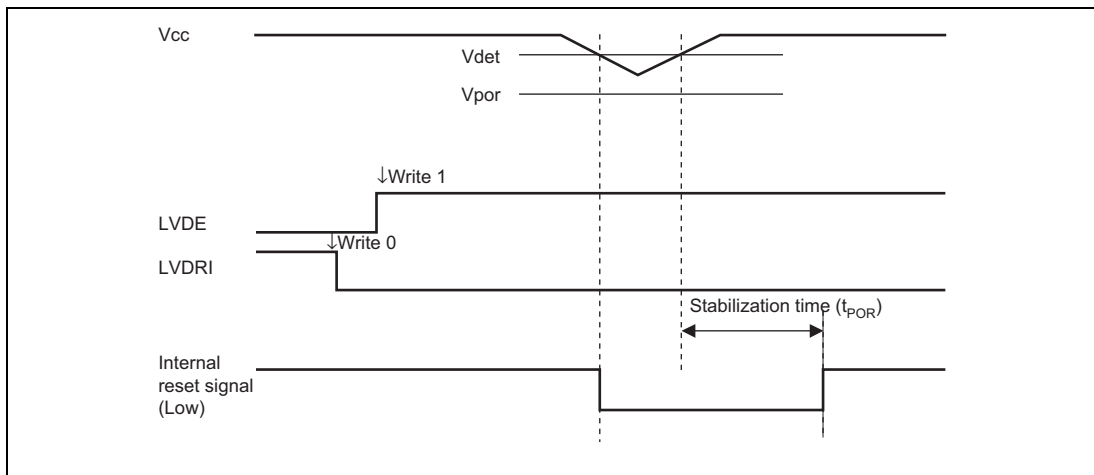 Vcc
Vdet
Vpor
↓Write 1
LVDE
↓Write 0
LVDRI
Stabilization time (tPOR)
Internal
reset signal
(Low)